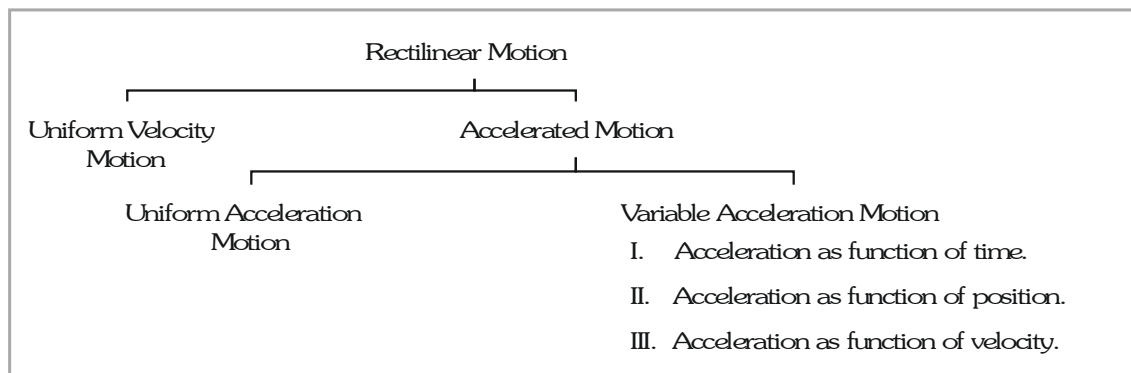 Rectilinear Motion
Uniform Velocity
Motion
Accelerated Motion
Uniform Acceleration
Motion
Variable Acceleration Motion
I. Acceleration as function of time.
II. Acceleration as function of position.
III. Acceleration as function of velocity.